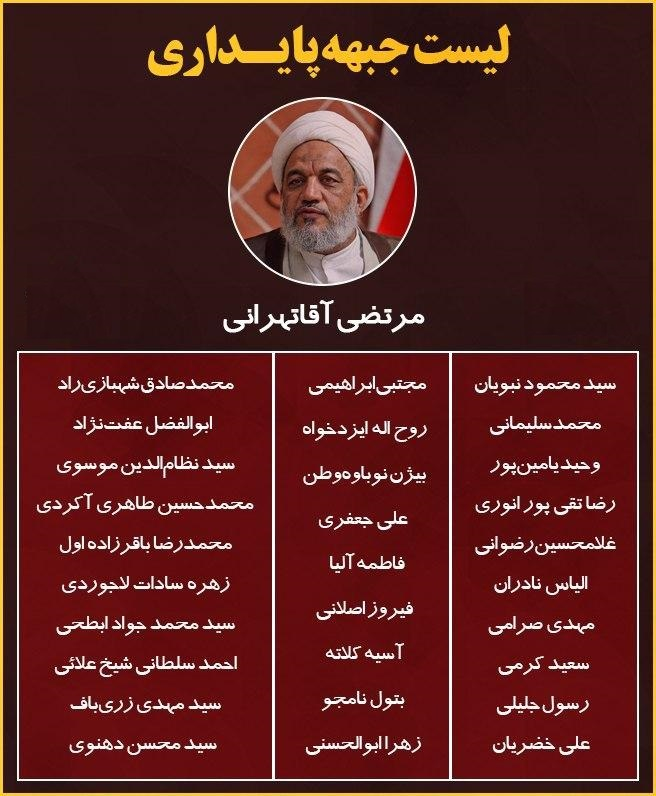 لیست جبهه پایداری
مرتضی آقاتهرانی
سید محمود نبویان
محمدسلیمانی
وحید یامین‌پور
رضا تقی پور انوری
غلامحسین رضوانی
الیاس نادران
مهدی صرامی
سعید کرمی
رسول جلیلی
علی خضریان
مجتبی ابراهیمی
روح اله ایزدخواه
بیژن نوباوه‌وطن
علی جعفری
فاطمه آلیا
فیروز اصلانی
آسیه کلاته
بتول نامجو
زهرا ابوالحسنی
محمدصادق شهبازی‌راد
ابوالفضل عفت‌نژاد
سید نظام‌الدین موسوی
محمدحسین طاهری آکردی
محمدرضا باقرزاده اول
زهره سادات لاجوردی
سید محمد جواد ابطحی
احمد سلطانی شیخ علائی
سید مهدی زری‌باف
سید محسن دهنوی